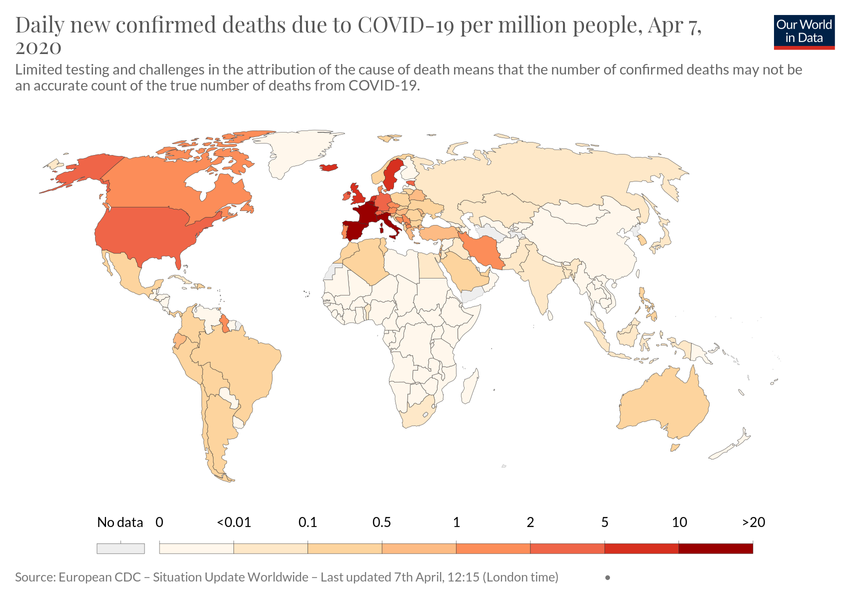 Daily new confirmed deaths due to COVID-19 per million people, Apr 7,
2020
Our World
in Data
Limited testing and challenges in the attribution of the cause of death means that the number of confirmed deaths may not be
an accurate count of the true number of deaths from COVID-19.
No data 0 <0.01 0.1 0.5 1 2 5 10 >20
Source: European CDC – Situation Update Worldwide – Last updated 7th April, 12:15 (London time)